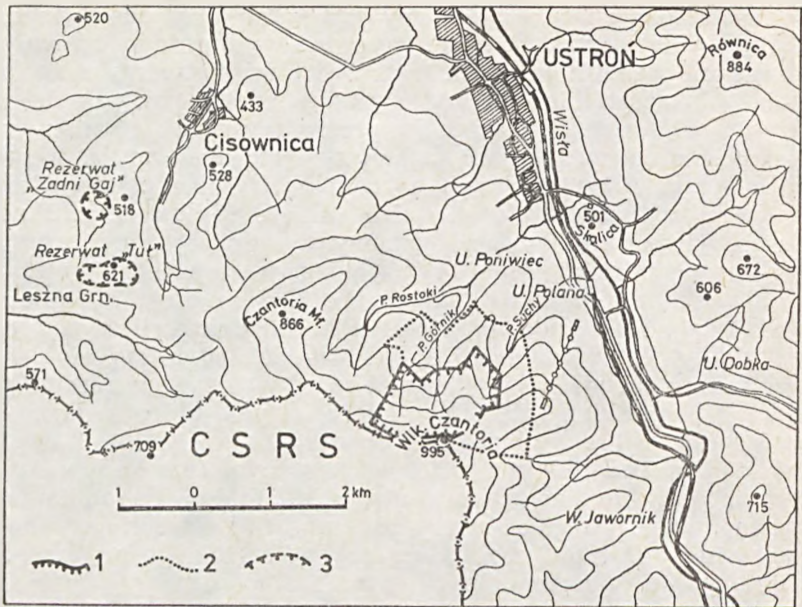 520
USTROŃ
Równica
884
433
Wisła
Cisownica
528
Rezerwat
„Zadni Gaj"
518
501
Skalica
Rezerwat „Tuł"
621
U. Poniwiec
672
606
Leszna Grn.
Czantoria Mł.
866
P. Rostoki
P. Górnik
U. Polana
P. Suchy
U. Dobka
571
709
CSRS
Wlk. Czantoria
995
715
W. Jawornik
1 0 1 2 km
1 2 3